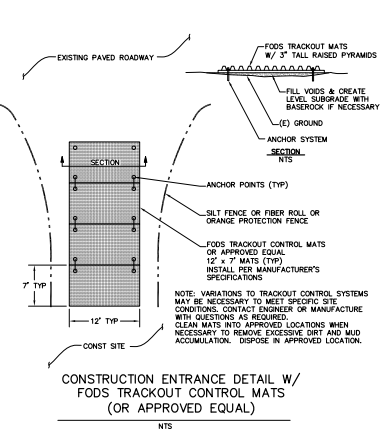 EXISTING PAVED ROADWAY
FODS TRACKOUT MATS
W/ 3" TALL RAISED PYRAMIDS
FILL VOIDS & CREATE
LEVEL SUBGRADE WITH
BASEROCK IF NECESSARY
(E) GROUND
ANCHOR SYSTEM
SECTION
NTS
SECTION
ANCHOR POINTS (TYP)
SILT FENCE OR FIBER ROLL OR
ORANGE PROTECTION FENCE
FODS TRACKOUT CONTROL MATS
OR APPROVED EQUAL
12' x 7' MATS (TYP)
INSTALL PER MANUFACTURER'S
SPECIFICATIONS
7' TYP
12' TYP
CONST SITE
NOTE: VARIATIONS TO TRACKOUT CONTROL SYSTEMS
MAY BE NECESSARY TO MEET SPECIFIC SITE
CONDITIONS. CONTACT ENGINEER OR MANUFACTURE
WITH QUESTIONS AS REQUIRED.
CLEAN MATS INTO APPROVED LOCATIONS WHEN
NECESSARY TO REMOVE EXCESSIVE DIRT AND MUD
ACCUMULATION. DISPOSE IN APPROVED LOCATION.
CONSTRUCTION ENTRANCE DETAIL W/
FODS TRACKOUT CONTROL MATS
(OR APPROVED EQUAL)
NTS